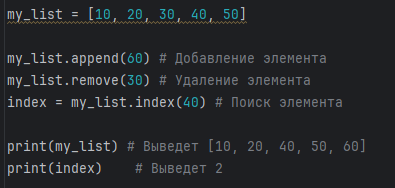 my_list = [10, 20, 30, 40, 50]
my_list.append(60) # Добавление элемента
my_list.remove(30) # Удаление элемента
index = my_list.index(40) # Поиск элемента
print(my_list) # Выведет [10, 20, 40, 50, 60]
print(index)    # Выведет 2